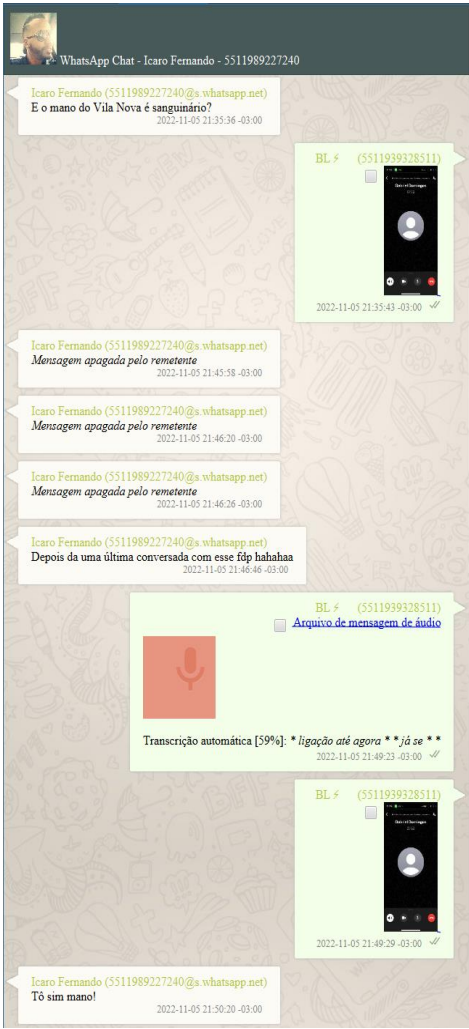 WhatsApp Chat - Icaro Fernando - 5511989227240
Icaro Fernando (5511989227240@s.whatsapp.net)
E o mano do Vila Nova é sanguinário?
2022-11-05 21:35:36 -03:00
BL⚡ (5511939328511)
2022-11-05 21:35:43 -03:00
Icaro Fernando (5511989227240@s.whatsapp.net)
Mensagem apagada pelo remetente
2022-11-05 21:45:58 -03:00
Icaro Fernando (5511989227240@s.whatsapp.net)
Mensagem apagada pelo remetente
2022-11-05 21:46:20 -03:00
Icaro Fernando (5511989227240@s.whatsapp.net)
Mensagem apagada pelo remetente
2022-11-05 21:46:26 -03:00
Icaro Fernando (5511989227240@s.whatsapp.net)
Depois da uma última conversada com esse fdp hahahaa
2022-11-05 21:46:46 -03:00
BL⚡ (5511939328511)
Arquivo de mensagem de áudio
Transcrição automática [59%]: * ligação até agora * * já se * *
2022-11-05 21:49:23 -03:00
BL⚡ (5511939328511)
2022-11-05 21:49:29 -03:00
Icaro Fernando (5511989227240@s.whatsapp.net)
Tô sim mano!
2022-11-05 21:50:20 -03:00